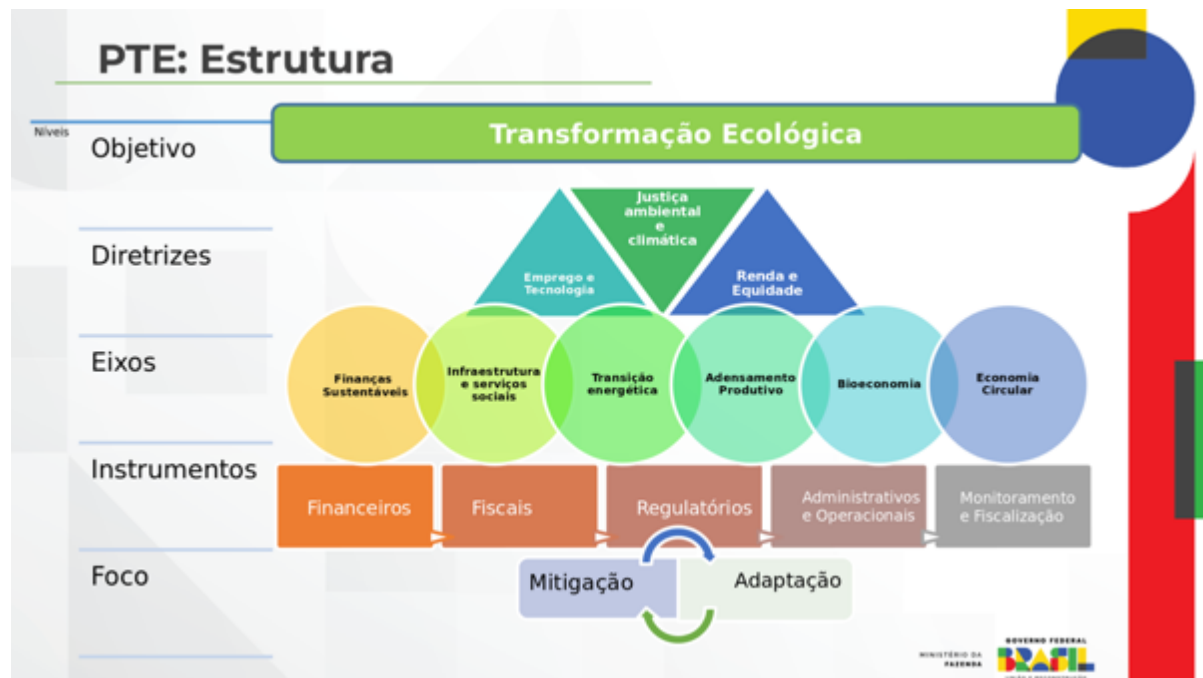 PTE: Estrutura
Níveis
Objetivo
Transformação Ecológica
Diretrizes
Emprego e
Tecnologia
Justiça
ambiental
e
climática
Renda e
Equidade
Eixos
Finanças
Sustentáveis
Infraestrutura
e serviços
sociais
Transição
energética
Adensamento
Produtivo
Bioeconomia
Economia
Circular
Instrumentos
Financeiros
Fiscais
Regulatórios
Administrativos
e Operacionais
Monitoramento
e Fiscalização
Foco
Mitigação
Adaptação
MINISTÉRIO DA
FAZENDA
GOVERNO FEDERAL
BRASIL
UNIÃO E RECONSTRUÇÃO